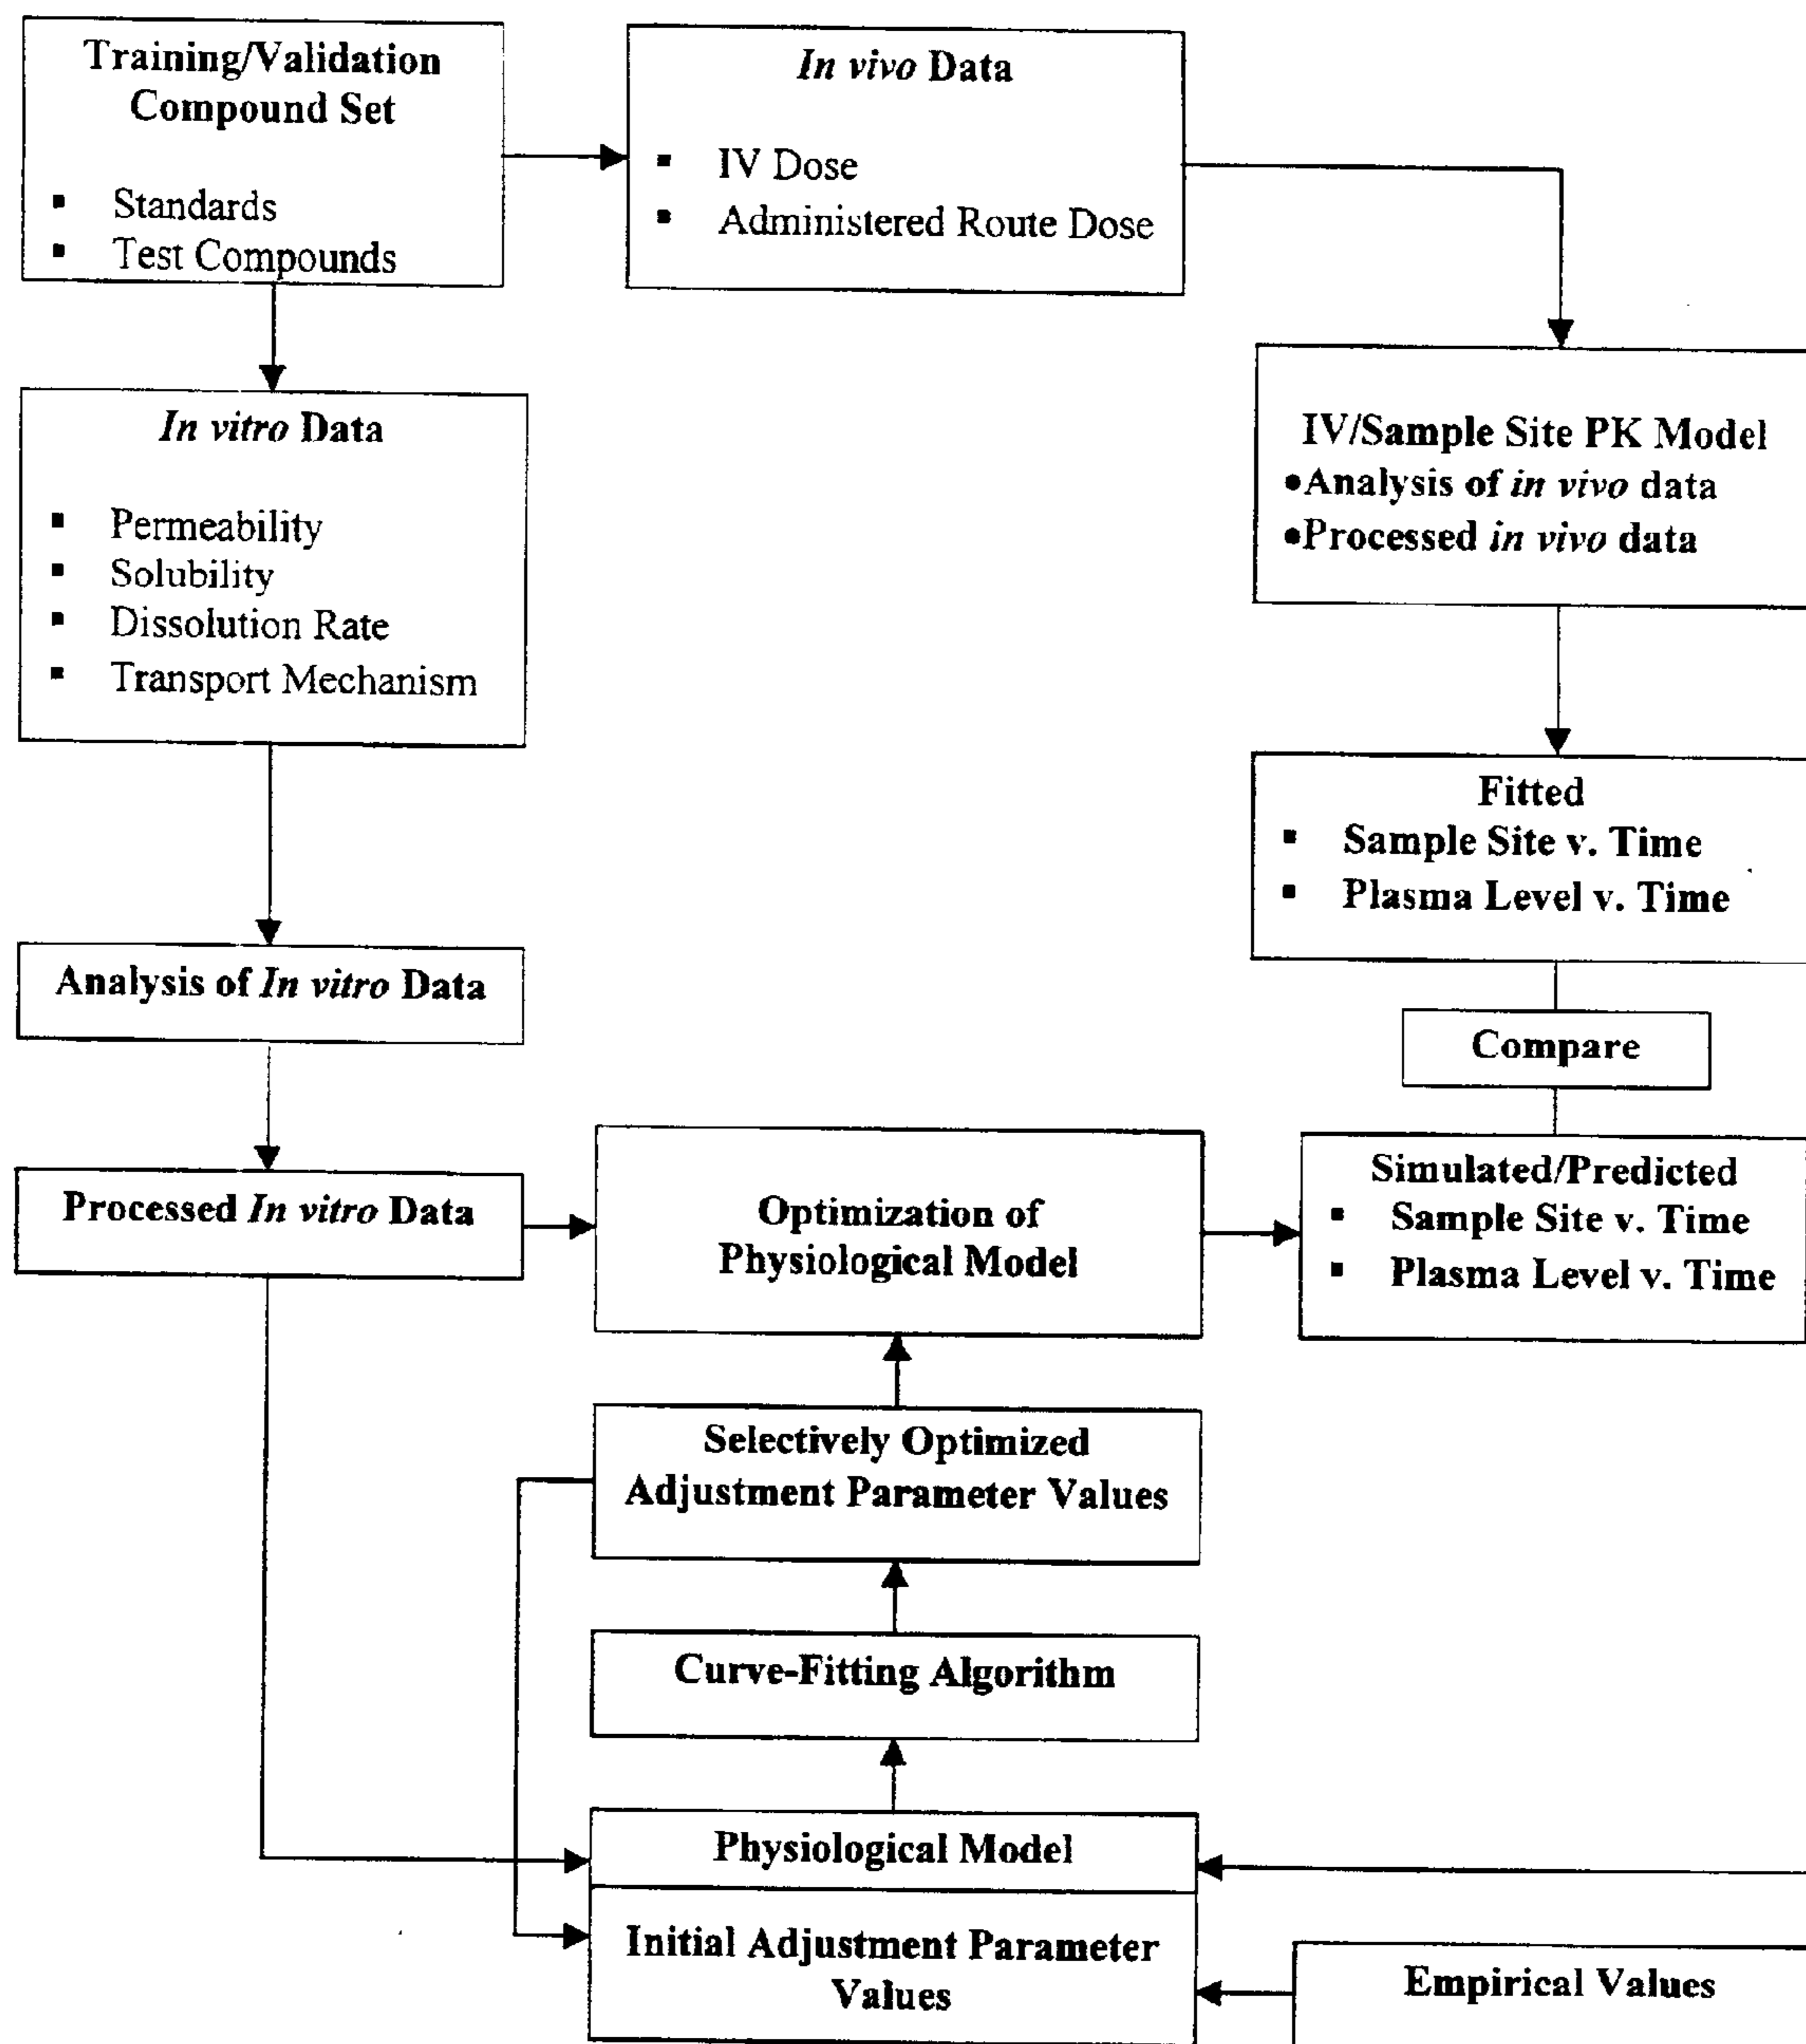 Training/Validation
Compound Set
▪ Standards
▪ Test Compounds
In vivo Data
▪ IV Dose
▪ Administered Route Dose
In vitro Data
▪ Permeability
▪ Solubility
▪ Dissolution Rate
▪ Transport Mechanism
IV/Sample Site PK Model
●Analysis of in vivo data
●Processed in vivo data
Fitted
▪ Sample Site v. Time
▪ Plasma Level v. Time
Analysis of In vitro Data
Compare
Processed In vitro Data
Optimization of
Physiological Model
Simulated/Predicted
▪ Sample Site v. Time
▪ Plasma Level v. Time
Selectively Optimized
Adjustment Parameter Values
Curve-Fitting Algorithm
Physiological Model
Initial Adjustment Parameter
Values
Empirical Values